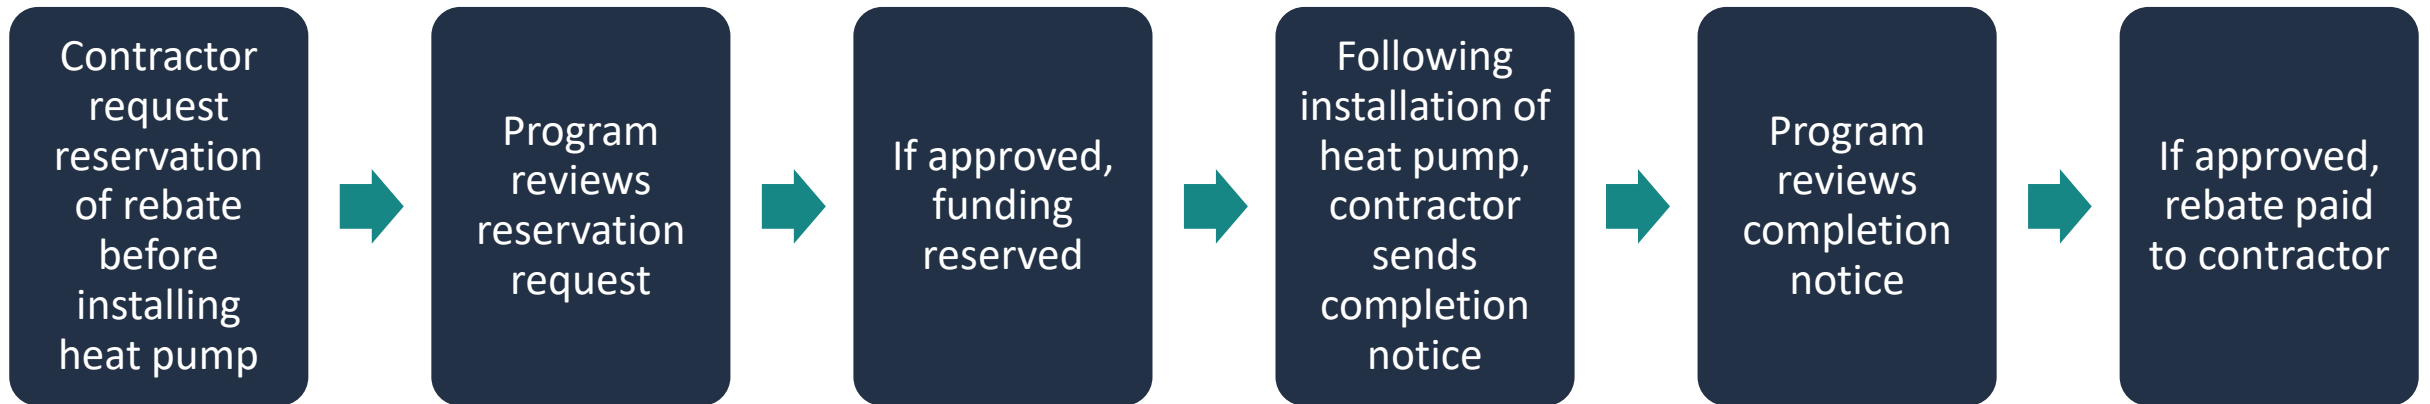 Contractor
request
reservation
of rebate
before
installing
heat pump
Program
reviews
reservation
request
If approved,
funding
reserved
Following
installation of
heat pump,
contractor
sends
completion
notice
Program
reviews
completion
notice
If approved,
rebate paid
to contractor